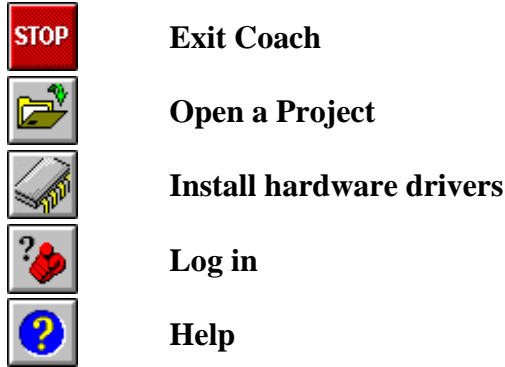 STOP Exit Coach
Open a Project
Install hardware drivers
? Log in
? Help